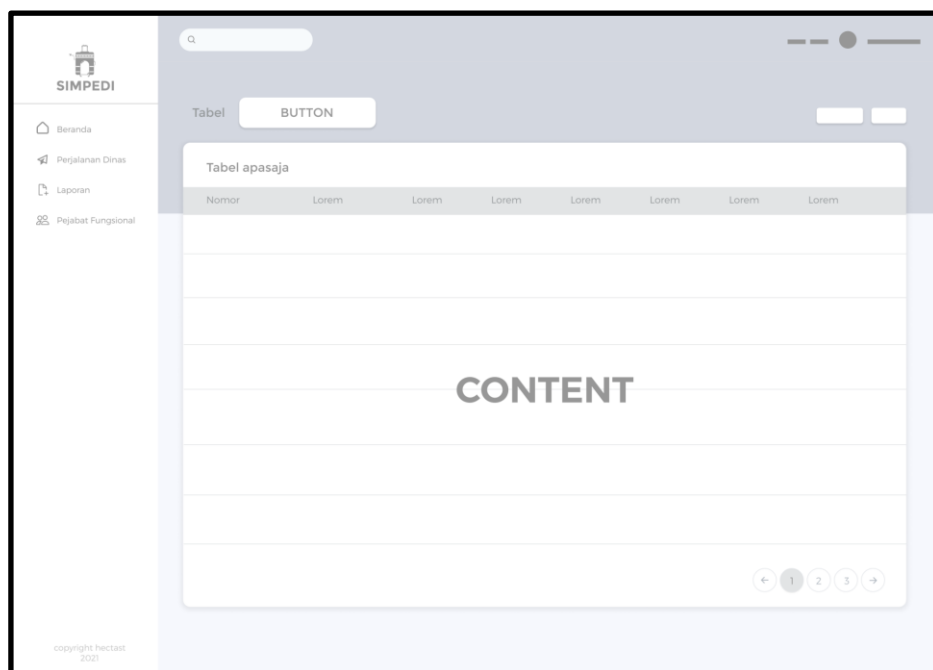 SIMPEDI
Beranda
Perjalanan Dinas
Laporan
Pejabat Fungsional
copyright hectast
2021
Tabel
BUTTON
Tabel apasaja
Nomor Lorem Lorem Lorem Lorem Lorem Lorem Lorem
CONTENT
1 2 3